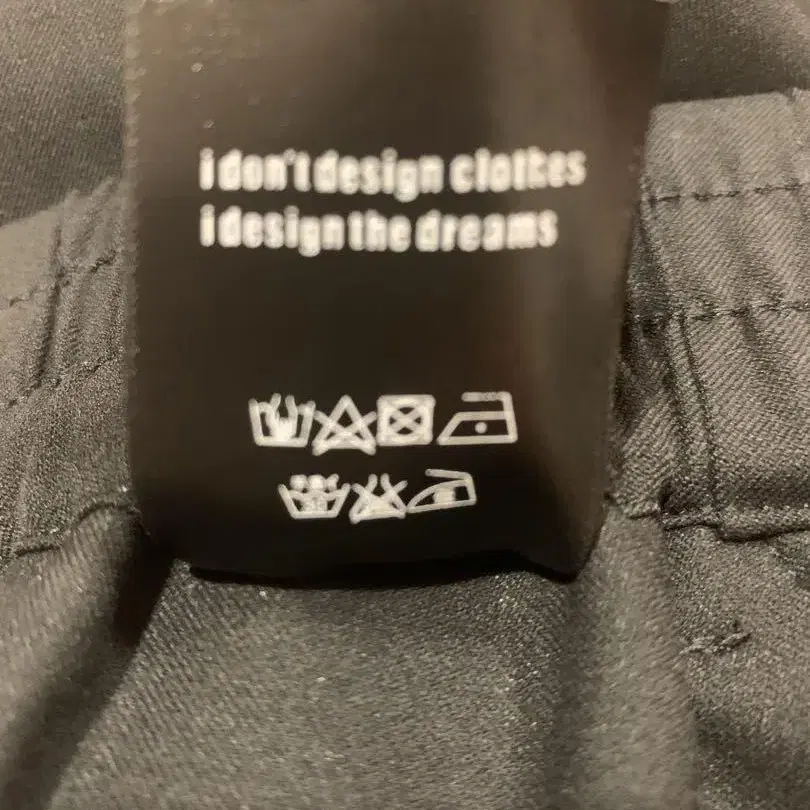 i don't design clothes
i design the dreams